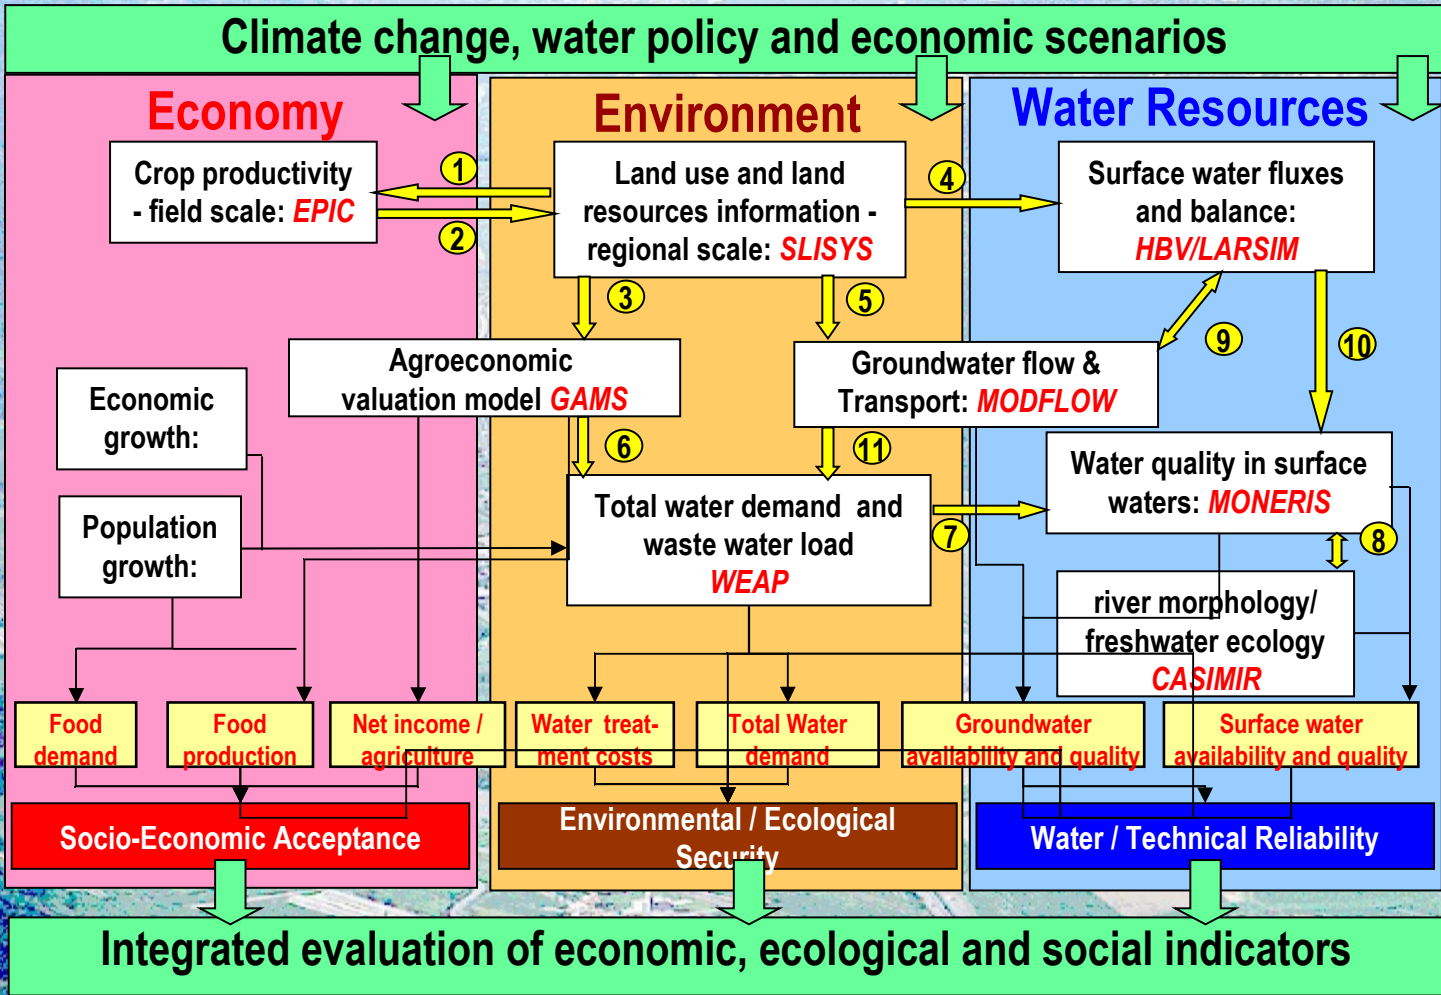 Climate change, water policy and economic scenarios
Economy
Environment
Water Resources
Crop productivity
- field scale: EPIC
1
2
Land use and land
resources information -
regional scale: SLISYS
4
Surface water fluxes
and balance:
HBV/LARSIM
3
5
9
10
Agroeconomic
valuation model GAMS
Groundwater flow &
Transport: MODFLOW
Economic
growth:
6
11
Population
growth:
Total water demand and
waste water load
WEAP
7
Water quality in surface
waters: MONERIS
8
river morphology/
freshwater ecology
CASIMIR
Food
demand
Food
production
Net income /
agriculture
Water treat-
ment costs
Total Water
demand
Groundwater
availability and quality
Surface water
availability and quality
Socio-Economic Acceptance
Environmental / Ecological
Security
Water / Technical Reliability
Integrated evaluation of economic, ecological and social indicators